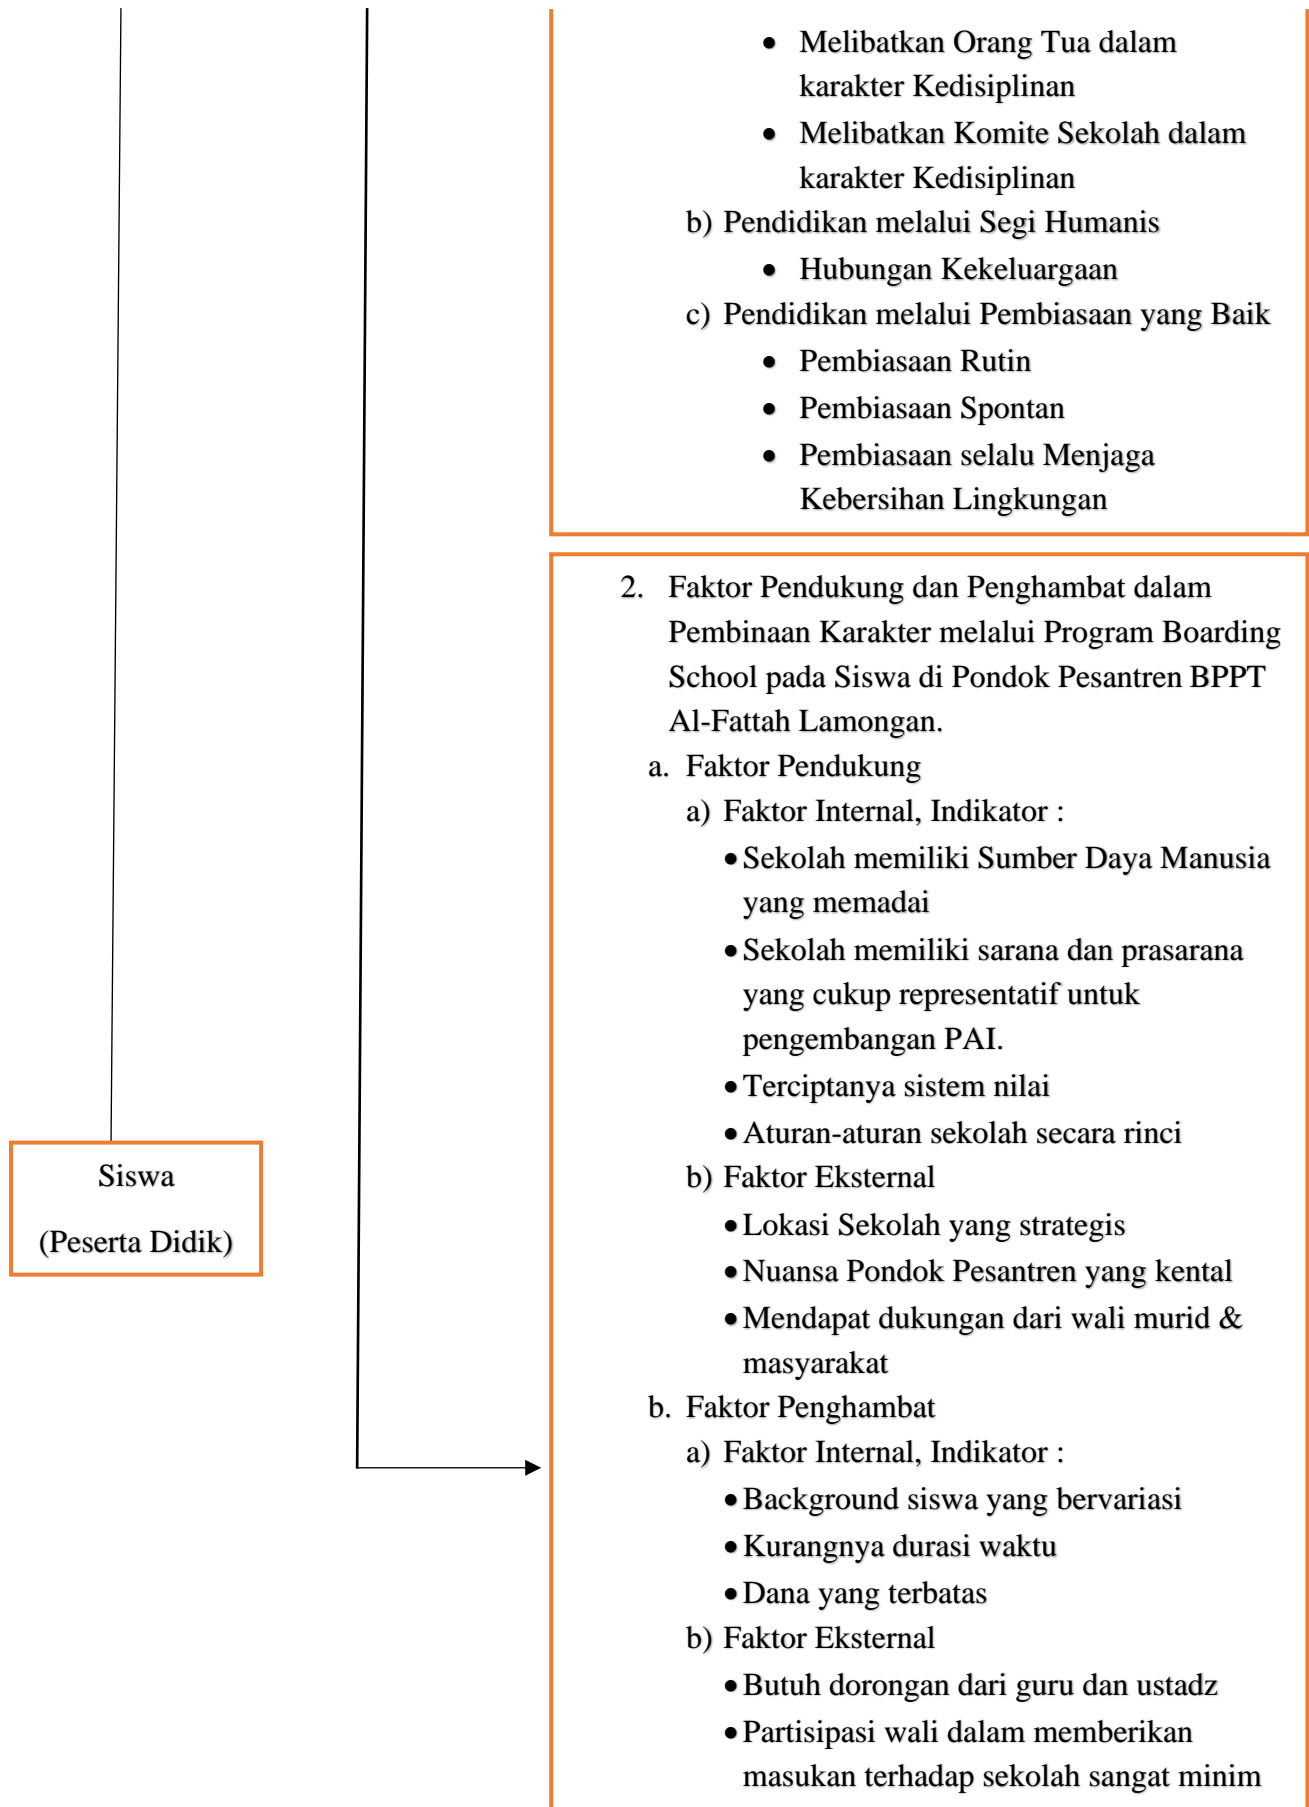 • Melibatkan Orang Tua dalam
karakter Kedisiplinan
• Melibatkan Komite Sekolah dalam
karakter Kedisiplinan
b) Pendidikan melalui Segi Humanis
• Hubungan Kekeluargaan
c) Pendidikan melalui Pembiasaan yang Baik
• Pembiasaan Rutin
• Pembiasaan Spontan
• Pembiasaan selalu Menjaga
Kebersihan Lingkungan
2. Faktor Pendukung dan Penghambat dalam
Pembinaan Karakter melalui Program Boarding
School pada Siswa di Pondok Pesantren BPPT
Al-Fattah Lamongan.
a. Faktor Pendukung
a) Faktor Internal, Indikator :
• Sekolah memiliki Sumber Daya Manusia
yang memadai
• Sekolah memiliki sarana dan prasarana
yang cukup representatif untuk
pengembangan PAI.
• Terciptanya sistem nilai
• Aturan-aturan sekolah secara rinci
b) Faktor Eksternal
• Lokasi Sekolah yang strategis
• Nuansa Pondok Pesantren yang kental
• Mendapat dukungan dari wali murid &
masyarakat
b. Faktor Penghambat
a) Faktor Internal, Indikator :
• Background siswa yang bervariasi
• Kurangnya durasi waktu
• Dana yang terbatas
b) Faktor Eksternal
• Butuh dorongan dari guru dan ustadz
• Partisipasi wali dalam memberikan
masukan terhadap sekolah sangat minim
Siswa
(Peserta Didik)